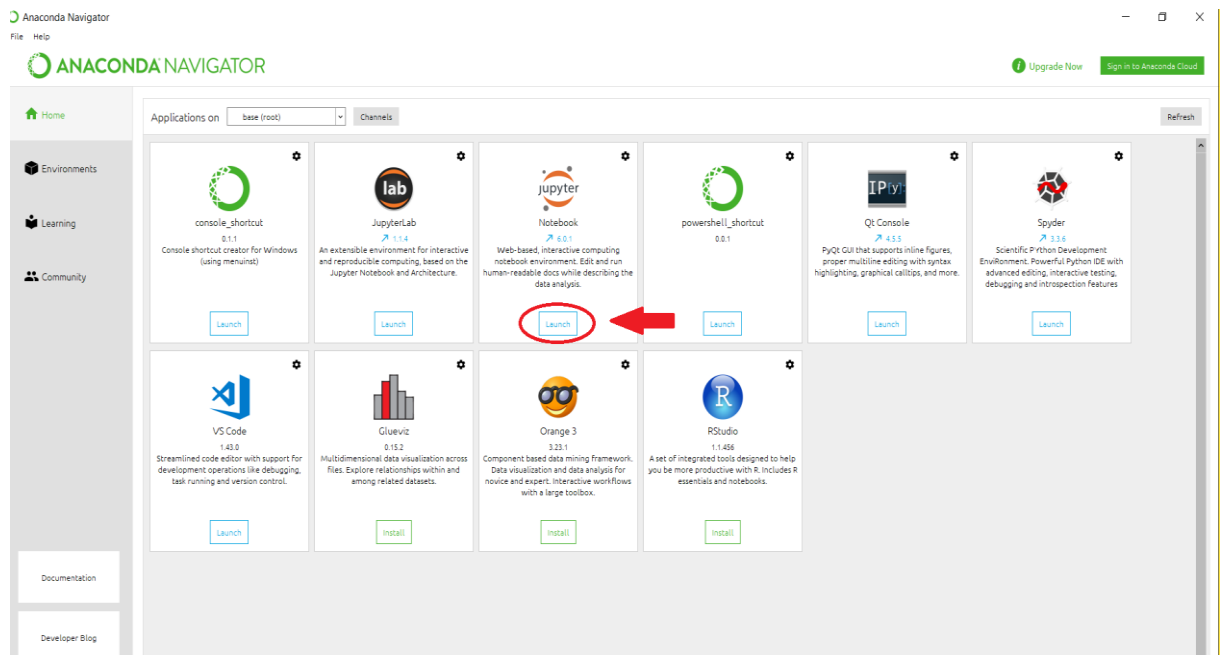 Anaconda Navigator
File Help
ANACONDA NAVIGATOR
Upgrade Now
Sign in to Anaconda Cloud
Home
Environments
Learning
Community
Documentation
Developer Blog
Applications on base (root) Channels
Refresh
console_shortcut
0.1.1
Console shortcut creator for Windows
(using menuinst)
Launch
lab
JupyterLab
1.1.4
An extensible environment for interactive
and reproducible computing, based on the
Jupyter Notebook and Architecture.
Launch
jupyter
Notebook
6.0.1
Web-based, interactive computing
notebook environment. Edit and run
human-readable docs while describing the
data analysis.
Launch
powershell_shortcut
0.0.1
Launch
IP[y]:
Qt Console
4.5.5
PyQt GUI that supports inline figures,
proper multiline editing with syntax
highlighting, graphical calltips, and more.
Launch
Spyder
3.3.6
Scientific PYthon Development
EnviRonment. Powerful Python IDE with
advanced editing, interactive testing,
debugging and introspection features
Launch
VS Code
1.43.0
Streamlined code editor with support for
development operations like debugging,
task running and version control.
Launch
Glueviz
0.15.2
Multidimensional data visualization across
files. Explore relationships within and
among related datasets.
Install
Orange 3
3.23.1
Component based data mining framework.
Data visualization and data analysis for
novice and expert. Interactive workflows
with a large toolbox.
Install
R
RStudio
1.1.456
A set of integrated tools designed to help
you be more productive with R. Includes R
essentials and notebooks.
Install